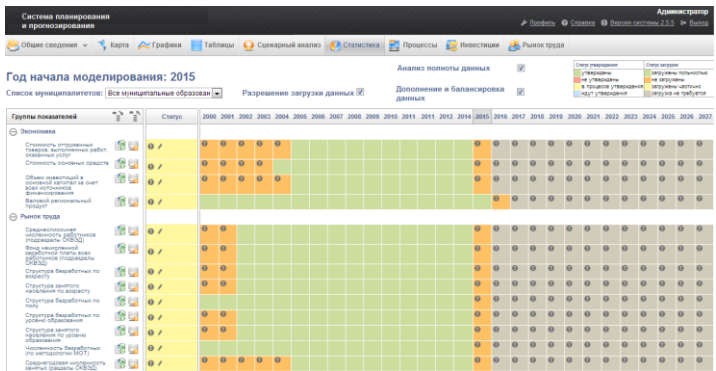 Система планирования
и прогнозирования
Администратор
Профиль Справка Версия системы 2.5.5 Выход
Общие сведения Карта Графики Таблицы Сценарный анализ Статистика Процессы Инвестиции Рынок труда
Год начала моделирования: 2015
Анализ полноты данных
Список муниципалитетов: Все муниципальные образован
Разрешение загрузки данных
Дополнение и балансировка
данных
Статус утверждения Статус загрузки
утверждены загружены полностью
не утверждены не загружены
в процессе утверждения загружены частично
ждут утверждения загрузка не требуется
Группы показателей Статус 2000 2001 2002 2003 2004 2005 2006 2007 2008 2009 2010 2011 2011 2012 2014 2015 2016 2017 2018 2019 2020 2021 2022 2023 2024 2025 2026 2027
Экономика
Стоимость отгруженных
товаров, выполненных работ,
оказанных услуг
Стоимость основных средств
Объем инвестиций в
основной капитал за счет
всех источников
финансирования
Валовой региональный
продукт
Рынок труда
Среднесписочная
численность работников
(подразделы ОКВЭД)
Фонд начисленной
заработной платы всех
работников (подразделы
ОКВЭД)
Структура безработных по
возрасту
Структура занятого
населения по возрасту
Структура безработных по
полу
Структура безработных по
уровню образования
Структура занятого
населения по уровню
образования
Численность безработных
(по методологии МОТ)
Среднегодовая численность
занятых (разделы ОКВЭД)